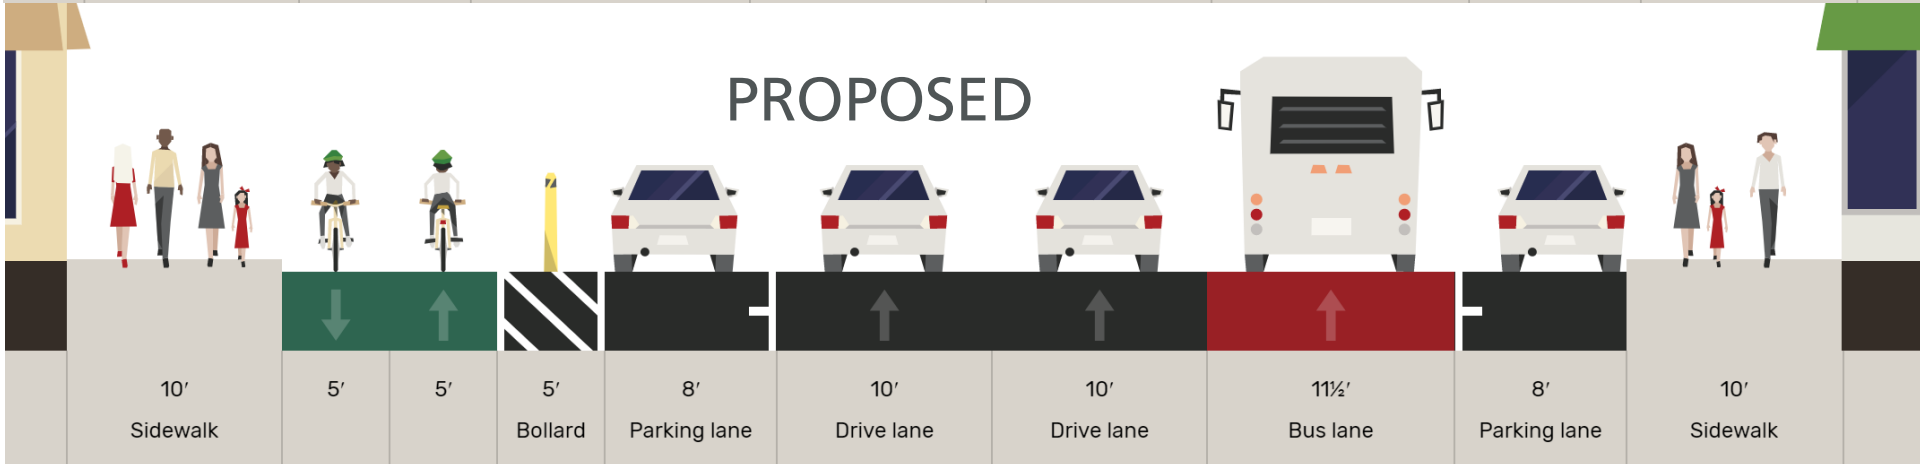 PROPOSED
10′ 5′ 5′ 5′ 8′ 10′ 10′ 11½′ 8′ 10′
Sidewalk Bollard Parking lane Drive lane Drive lane Bus lane Parking lane Sidewalk